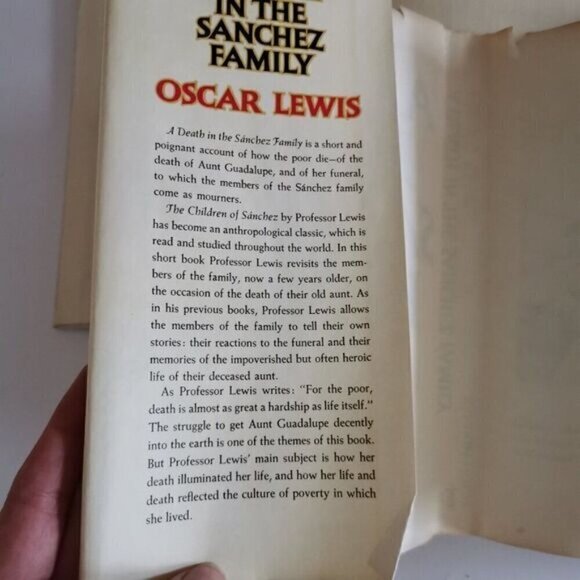 IN THE
SANCHEZ
FAMILY
OSCAR LEWIS
A Death in the Sánchez Family is a short and
poignant account of how the poor die—of the
death of Aunt Guadalupe, and of her funeral,
to which the members of the Sánchez family
come as mourners.
The Children of Sánchez by Professor Lewis
has become an anthropological classic, which is
read and studied throughout the world. In this
short book Professor Lewis revisits the mem-
bers of the family, now a few years older, on
the occasion of the death of their old aunt. As
in his previous books, Professor Lewis allows
the members of the family to tell their own
stories: their reactions to the funeral and their
memories of the impoverished but often heroic
life of their deceased aunt.
As Professor Lewis writes: "For the poor,
death is almost as great a hardship as life itself."
The struggle to get Aunt Guadalupe decently
into the earth is one of the themes of this book.
But Professor Lewis' main subject is how her
death illuminated her life, and how her life and
death reflected the culture of poverty in which
she lived.